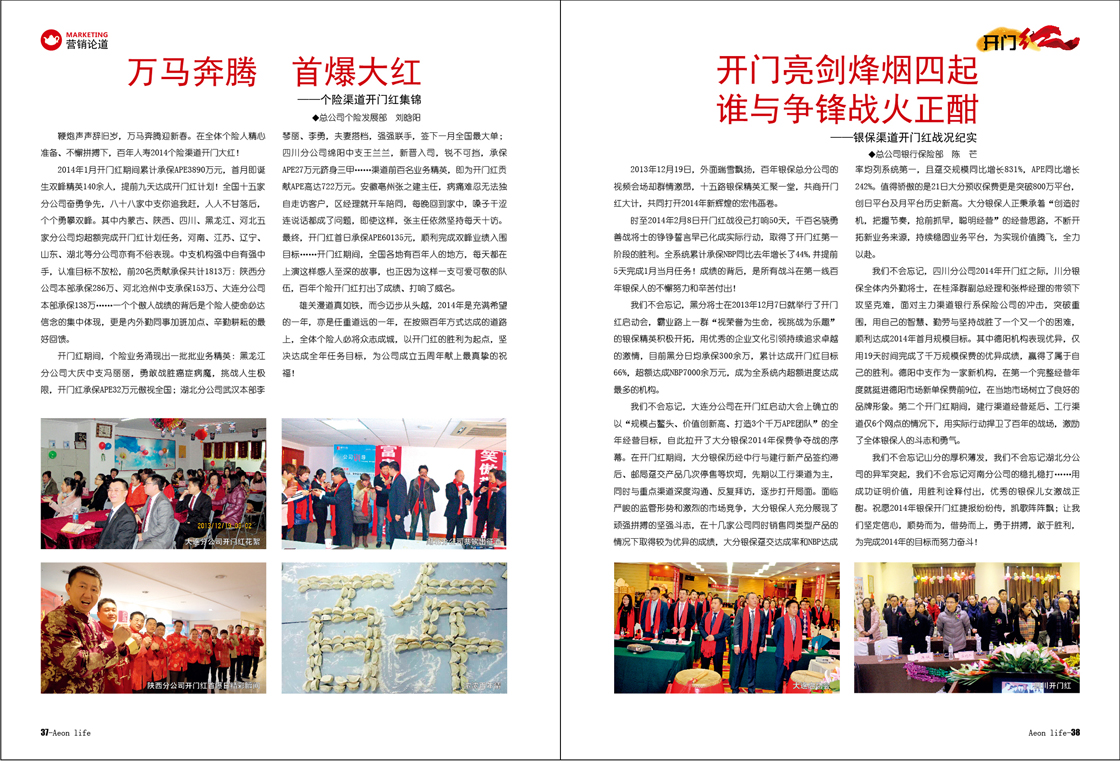 MARKETING
营销论道
万马奔腾 首爆大红
——个险渠道开门红集锦
◆总公司个险发展部 刘晗阳
鞭炮声声辞旧岁，万马奔腾迎新春。在全体个险人精心
准备、不懈拼搏下，百年人寿2014个险渠道开门大红！
2014年1月开门红期间累计承保APE3890万元，首月即诞
生双峰精英140余人，提前九天达成开门红计划！全国十五家
分公司奋勇争先，八十八家中支你追我赶，人人不甘落后，
个个勇攀双峰。其中内蒙古、陕西、四川、黑龙江、河北五
家分公司均超额完成开门红计划任务，河南、江苏、辽宁、
山东、湖北等分公司亦有不俗表现。中支机构强中自有强中
手，认准目标不放松，前20名贡献承保共计1813万：陕西分
公司本部承保286万、河北沧州中支承保153万、大连分公司
本部承保138万……一个个傲人战绩的背后是个险人使命必达
信念的集中体现，更是内外勤同事加班加点、辛勤耕耘的最
好回馈。
开门红期间，个险业务涌现出一批批业务精英：黑龙江
分公司大庆中支冯丽丽，勇敢战胜癌症病魔，挑战人生极
限，开门红承保APE32万元傲视全国；湖北分公司武汉本部李
琴丽、李勇，夫妻搭档，强强联手，签下一月全国最大单；
四川分公司绵阳中支王兰兰，新晋入司，锐不可挡，承保
APE27万元跻身三甲……渠道前百名业务精英，即为开门红贡
献APE高达722万元。安徽亳州张之建主任，病痛难忍无法独
自走访客户，区经理就开车陪同，每晚回到家中，嗓子干涩
连说话都成了问题，即使这样，张主任依然坚持每天十访。
最终，开门红首日承保APE60135元，顺利完成双峰业绩入围
目标……开门红期间，全国各地有百年人的地方，每天都在
上演这样感人至深的故事，也正因为这样一支可爱可敬的队
伍，百年个险开门红打出了成绩、打响了威名。
雄关漫道真如铁，而今迈步从头越，2014年是充满希望
的一年，亦是任重道远的一年，在按照百年方式达成的道路
上，全体个险人必将众志成城，以开门红的胜利为起点，坚
决达成全年任务目标，为公司成立五周年献上最真挚的祝
福！
2013/12/19
大连分公司开门红花絮
陕西分公司开门红
百年
37-Aeon life
开门红
开门亮剑烽烟四起
谁与争锋战火正酣
——银保渠道开门红战况纪实
◆总公司银行保险部 陈 芒
2013年12月19日，外面瑞雪飘扬，百年银保总分公司的
视频会场却群情激昂，十五路银保精英汇聚一堂，共商开门
红大计，共同打开2014年新辉煌的宏伟画卷。
时至2014年2月8日开门红战役已打响50天，千百名骁勇
善战将士的铮铮誓言早已化成实际行动，取得了开门红第一
阶段的胜利。全系统累计承保NBP同比去年增长了44%，并提前
5天完成1月当月任务！成绩的背后，是所有战斗在第一线百
年银保人的不懈努力和辛苦付出！
我们不会忘记，黑分将士在2013年12月7日就举行了开门
红启动会，霸业路上一群“视荣誉为生命，视挑战为乐趣”
的银保精英积极开拓，用优秀的企业文化引领持续追求卓越
的激情，目前黑分日均承保300余万，累计达成开门红目标
66%，超额达成NBP7000余万元，成为全系统内超额进度达成
最多的机构。
我们不会忘记，大连分公司在开门红启动大会上确立的
以“规模占鳌头、价值创新高、打造3个千万APE团队”的全
年经营目标，自此拉开了大分银保2014年保费争夺战的序
幕。在开门红期间，大分银保历经中行与建行新产品签约滞
后、邮局趸交产品几次停售等坎坷，先期以工行渠道为主，
同时与重点渠道深度沟通、反复拜访，逐步打开局面。面临
严峻的监管形势和激烈的市场竞争，大分银保人充分展现了
顽强拼搏的坚强斗志，在十几家公司同时销售同类型产品的
情况下取得较为优异的成绩，大分银保趸交达成率和NBP达成
率均列系统第一，且趸交规模同比增长831%，APE同比增长
242%。值得骄傲的是21日大分预收保费更是突破800万平台，
创日平台及月平台历史新高。大分银保人正秉承着“创造时
机，把握节奏，抢前抓早，聪明经营”的经营思路，不断开
拓新业务来源，持续稳固业务平台，为实现价值腾飞，全力
以赴。
我们不会忘记，四川分公司2014年开门红之际，川分银
保全体内外勤将士，在桂泽群副总经理和张桦经理的带领下
攻坚克难，面对主力渠道银行系保险公司的冲击，突破重
围，用自己的智慧、勤劳与坚持战胜了一个又一个的困难，
顺利达成2014年首月规模目标。其中德阳机构表现优异，仅
用19天时间完成了千万规模保费的优异成绩，赢得了属于自
己的胜利。德阳中支作为一家新机构，在第一个完整经营年
度就挺进德阳市场新单保费前9位，在当地市场树立了良好的
品牌形象。第二个开门红期间，建行渠道经营延后、工行渠
道仅6个网点的情况下，用实际行动捍卫了百年的战场，激励
了全体银保人的斗志和勇气。
我们不会忘记山分的厚积薄发，我们不会忘记湖北分公
司的异军突起，我们不会忘记河南分公司的稳扎稳打……用
成功证明价值，用胜利诠释付出，优秀的银保儿女激战正
酣。祝愿2014年银保开门红捷报纷纷传，凯歌阵阵飘；让我
们坚定信心，顺势而为，借势而上，勇于拼搏，敢于胜利，
为完成2014年的目标而努力奋斗！
川开门红
Aeon life-38